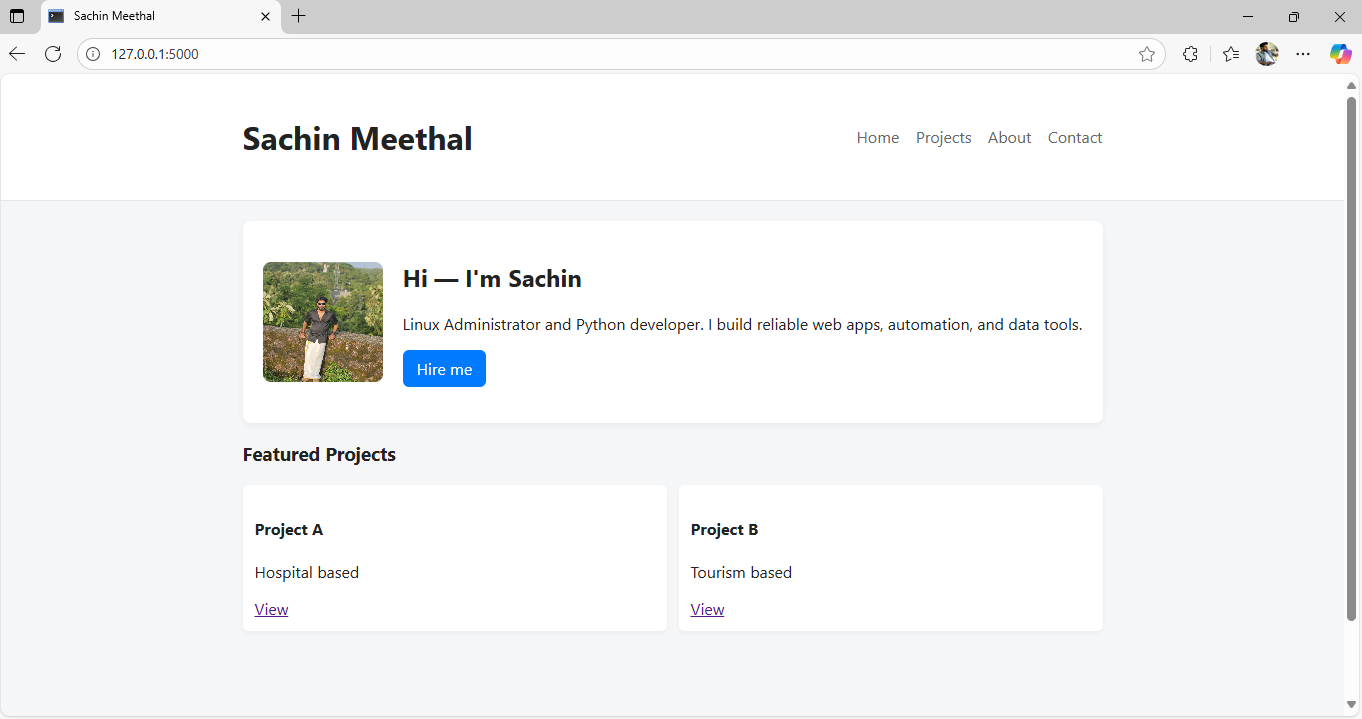 Sachin Meethal
127.0.0.1:5000
Sachin Meethal
Home Projects About Contact
Hi — I'm Sachin
Linux Administrator and Python developer. I build reliable web apps, automation, and data tools.
Hire me
Featured Projects
Project A
Hospital based
View
Project B
Tourism based
View